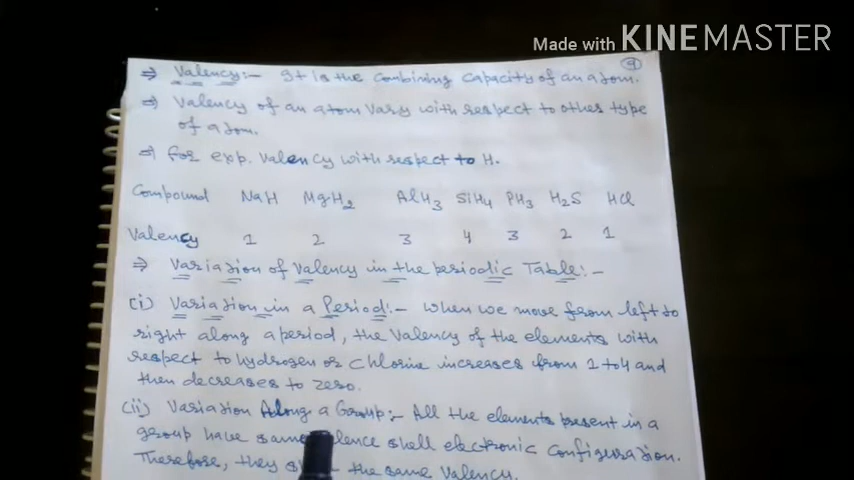 Made with KINEMASTER
9
⇒ Valency:- It is the Combining Capacity of an atom.
⇒ Valency of an atom vary with respect to other type
of atom.
⇒ for exp. valency with respect to H.
Compound NaH MgH2 AlH3 SiH4 PH3 H2S HCl
Valency 1 2 3 4 3 2 1
⇒ Variation of Valency in the periodic Table:-
(i) Variation in a Period:- When we move from left to
right along a period, the Valency of the elements with
respect to hydrogen or Chlorine increases from 1 to 4 and
then decreases to zero.
(ii) Variation Along a Group:- All the elements present in a
group have same shell electronic Configuration.
Therefore, they the same Valency.